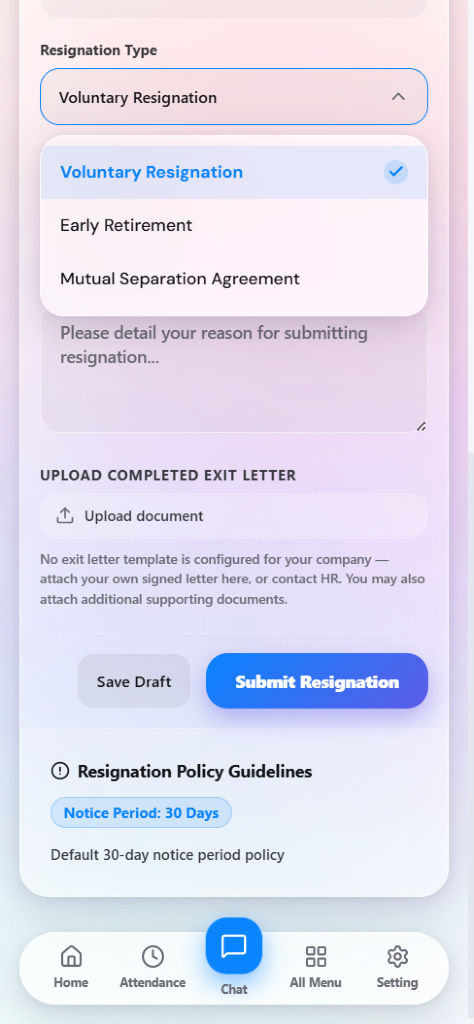 Resignation Type
Voluntary Resignation
Voluntary Resignation
Early Retirement
Mutual Separation Agreement
Please detail your reason for submitting
resignation...
UPLOAD COMPLETED EXIT LETTER
Upload document
No exit letter template is configured for your company —
attach your own signed letter here, or contact HR. You may also
attach additional supporting documents.
Save Draft
Submit Resignation
Resignation Policy Guidelines
Notice Period: 30 Days
Default 30-day notice period policy
Home
Attendance
Chat
All Menu
Setting